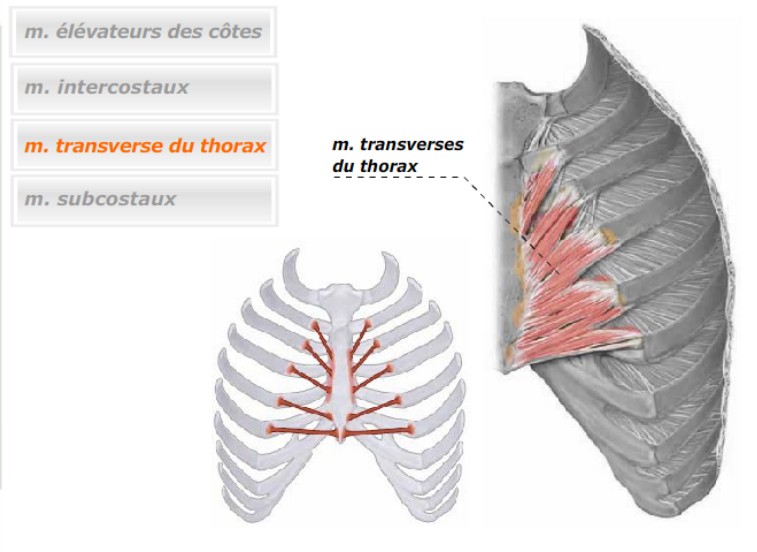 m. élévateurs des côtes
m. intercostaux
m. transverse du thorax
m. subcostaux
m. transverses
du thorax